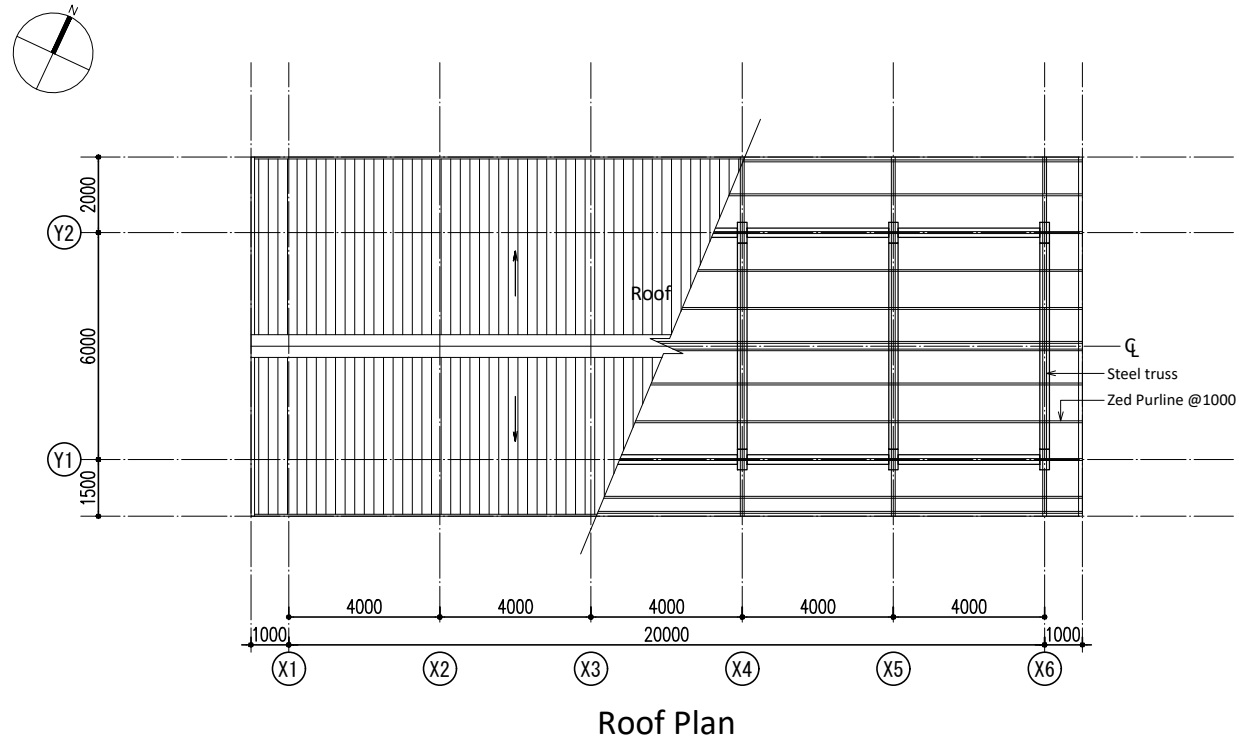 N
2000
Y2
6000
Roof
℄
Steel truss
Zed Purline @1000
Y1
1500
4000 4000 4000 4000 4000
1000 20000 1000
X1 X2 X3 X4 X5 X6
Roof Plan